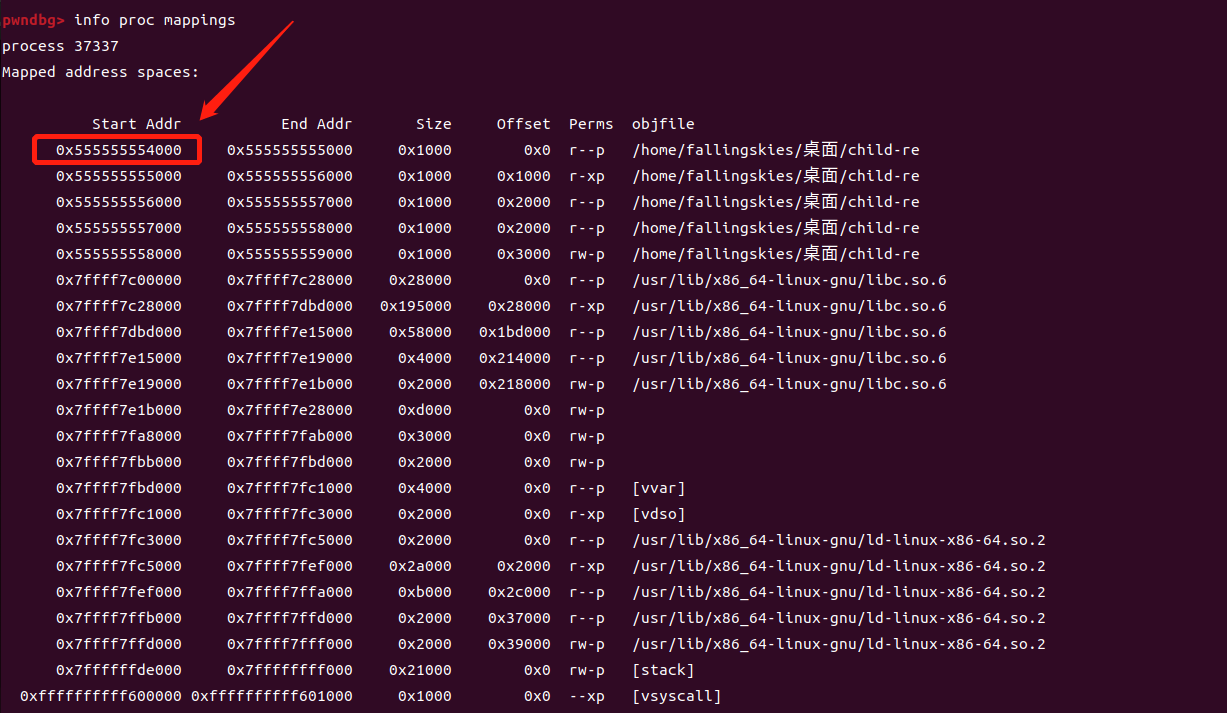 pwndbg> info proc mappings
process 37337
Mapped address spaces:
Start Addr End Addr Size Offset Perms objfile
0x555555554000 0x555555555000 0x1000 0x0 r--p /home/fallingskies/桌面/child-re
0x555555555000 0x555555556000 0x1000 0x1000 r-xp /home/fallingskies/桌面/child-re
0x555555556000 0x555555557000 0x1000 0x2000 r--p /home/fallingskies/桌面/child-re
0x555555557000 0x555555558000 0x1000 0x2000 r--p /home/fallingskies/桌面/child-re
0x555555558000 0x555555559000 0x1000 0x3000 rw-p /home/fallingskies/桌面/child-re
0x7ffff7c00000 0x7ffff7c28000 0x28000 0x0 r--p /usr/lib/x86_64-linux-gnu/libc.so.6
0x7ffff7c28000 0x7ffff7dbd000 0x195000 0x28000 r-xp /usr/lib/x86_64-linux-gnu/libc.so.6
0x7ffff7dbd000 0x7ffff7e15000 0x58000 0x1bd000 r--p /usr/lib/x86_64-linux-gnu/libc.so.6
0x7ffff7e15000 0x7ffff7e19000 0x4000 0x214000 r--p /usr/lib/x86_64-linux-gnu/libc.so.6
0x7ffff7e19000 0x7ffff7e1b000 0x2000 0x218000 rw-p /usr/lib/x86_64-linux-gnu/libc.so.6
0x7ffff7e1b000 0x7ffff7e28000 0xd000 0x0 rw-p
0x7ffff7fa8000 0x7ffff7fab000 0x3000 0x0 rw-p
0x7ffff7fbb000 0x7ffff7fbd000 0x2000 0x0 rw-p
0x7ffff7fbd000 0x7ffff7fc1000 0x4000 0x0 r--p [vvar]
0x7ffff7fc1000 0x7ffff7fc3000 0x2000 0x0 r-xp [vdso]
0x7ffff7fc3000 0x7ffff7fc5000 0x2000 0x0 r--p /usr/lib/x86_64-linux-gnu/ld-linux-x86-64.so.2
0x7ffff7fc5000 0x7ffff7fef000 0x2a000 0x2000 r-xp /usr/lib/x86_64-linux-gnu/ld-linux-x86-64.so.2
0x7ffff7fef000 0x7ffff7ffa000 0xb000 0x2c000 r--p /usr/lib/x86_64-linux-gnu/ld-linux-x86-64.so.2
0x7ffff7ffb000 0x7ffff7ffd000 0x2000 0x37000 r--p /usr/lib/x86_64-linux-gnu/ld-linux-x86-64.so.2
0x7ffff7ffd000 0x7ffff7fff000 0x2000 0x39000 rw-p /usr/lib/x86_64-linux-gnu/ld-linux-x86-64.so.2
0x7ffffffde000 0x7ffffffff000 0x21000 0x0 rw-p [stack]
0xffffffffff600000 0xffffffffff601000 0x1000 0x0 --xp [vsyscall]